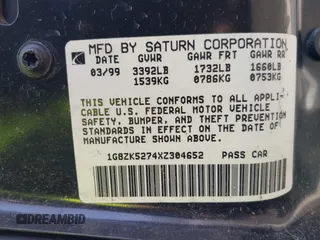 MFD BY SATURN CORPORATION
GVWR GAWR FRT GAWR RR
03/99 3392LB 1732LB 1660LB
1539KG 0786KG 0753KG
THIS VEHICLE CONFORMS TO ALL APPLI-
CABLE U.S. FEDERAL MOTOR VEHICLE
SAFETY, BUMPER, AND THEFT PREVENTION
STANDARDS IN EFFECT ON THE DATE OF
MANUFACTURE SHOWN ABOVE.
1G8ZK5274XZ304652 PASS CAR
DREAMBID